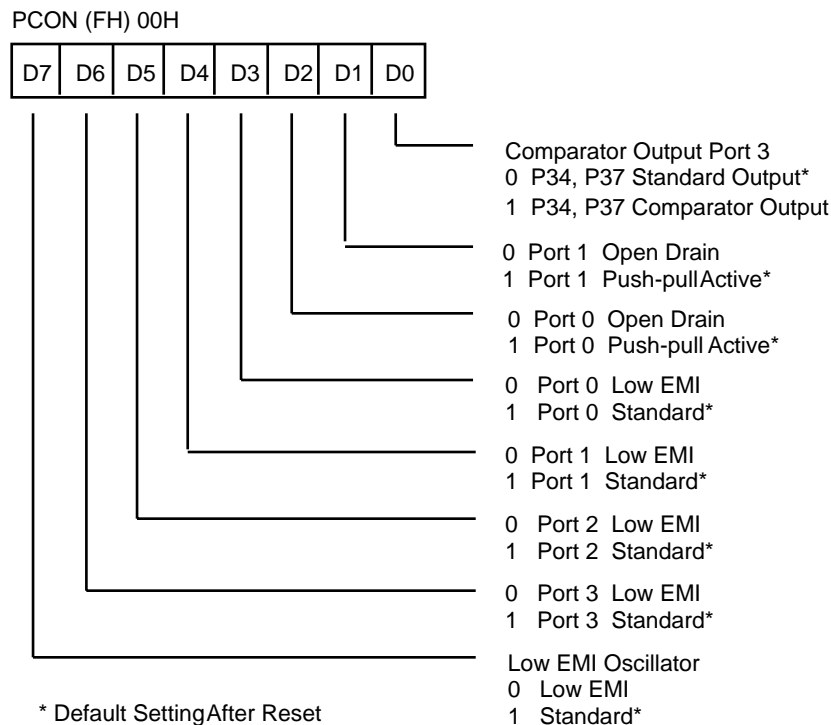 PCON (FH) 00H
D7 D6 D5 D4 D3 D2 D1 D0
Comparator Output Port 3
0 P34, P37 Standard Output*
1 P34, P37 Comparator Output
0 Port 1 Open Drain
1 Port 1 Push-pullActive*
0 Port 0 Open Drain
1 Port 0 Push-pull Active*
0 Port 0 Low EMI
1 Port 0 Standard*
0 Port 1 Low EMI
1 Port 1 Standard*
0 Port 2 Low EMI
1 Port 2 Standard*
0 Port 3 Low EMI
1 Port 3 Standard*
Low EMI Oscillator
0 Low EMI
1 Standard*
* Default SettingAfter Reset